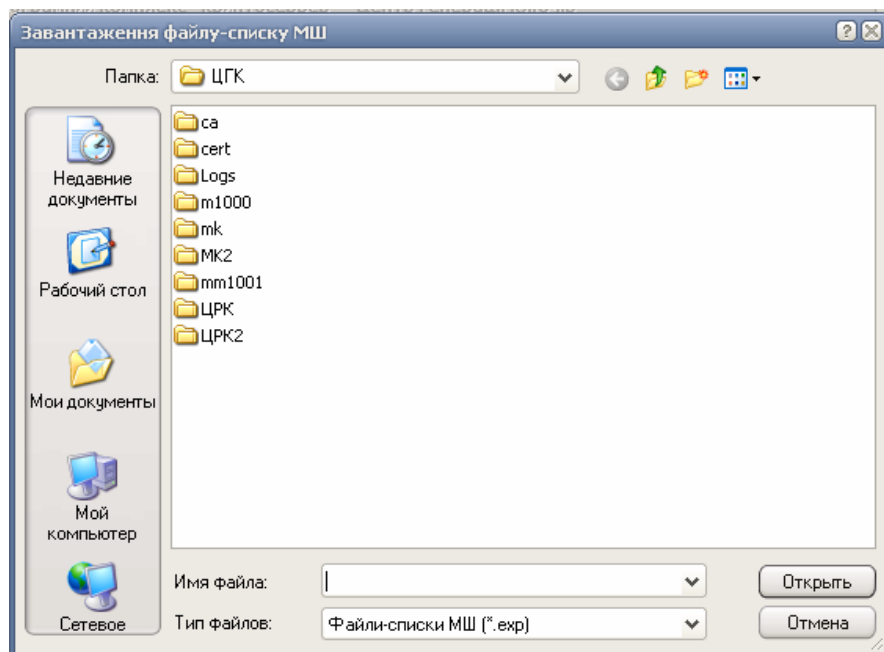 Завантаження файлу-списку МШ
Папка:
ЦГК
Недавние
документы
Рабочий стол
Мои документы
Мой
компьютер
Сетевое
ca
cert
Logs
m1000
mk
МК2
mm1001
ЦРК
ЦРК2
Имя файла:
Открыть
Тип файлов:
Файли-списки МШ (*.exp)
Отмена